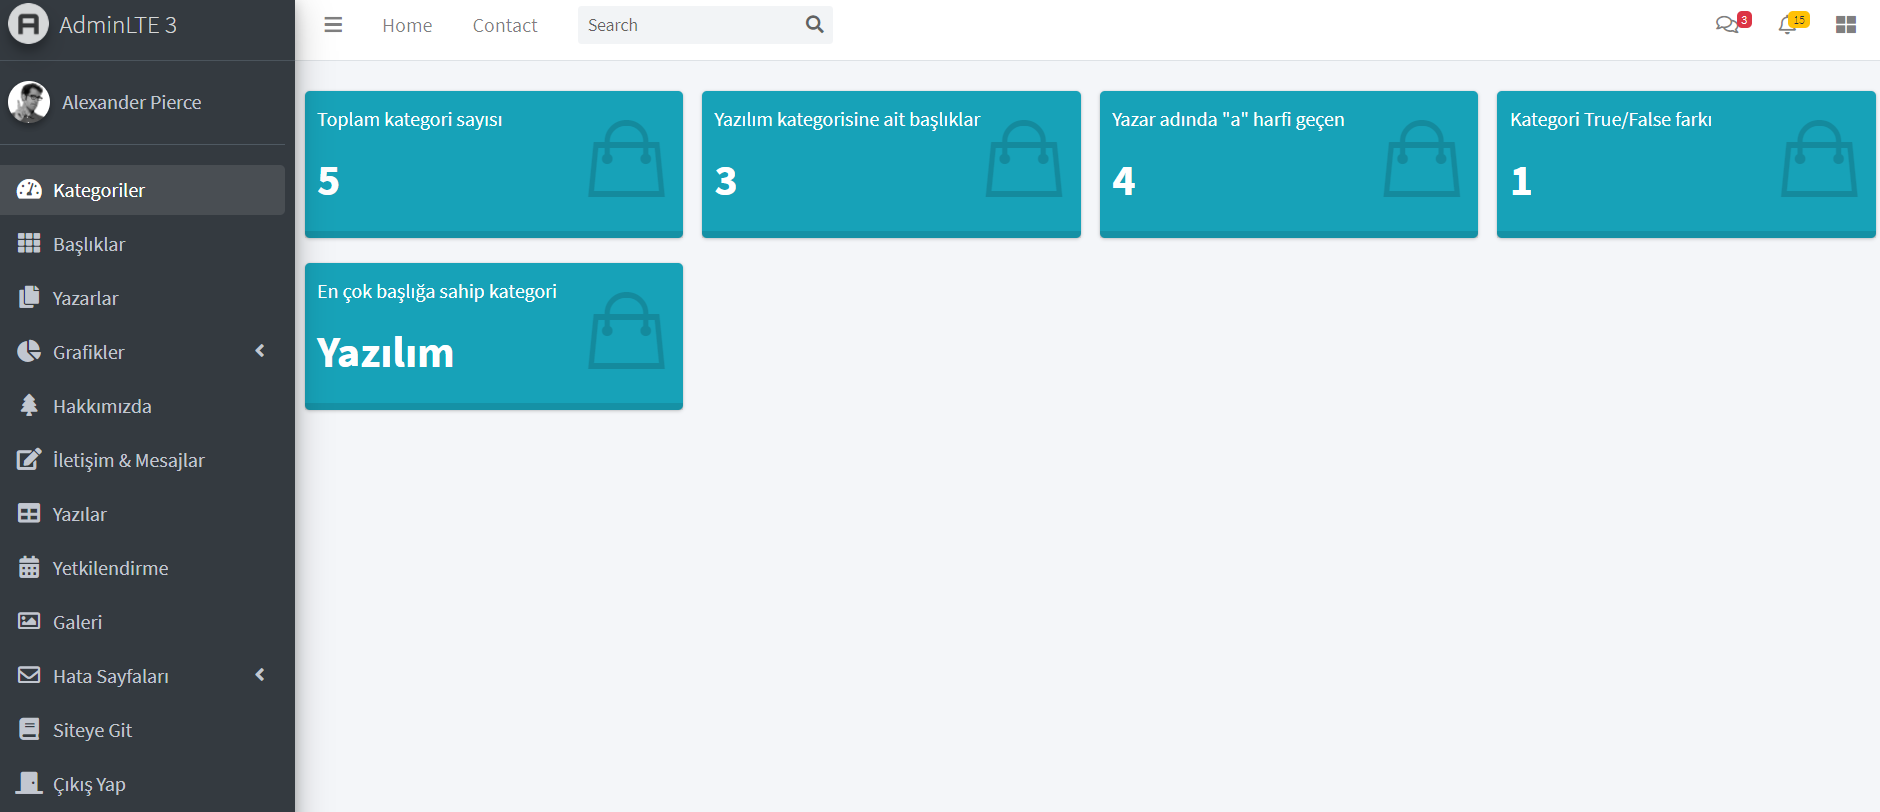 AdminLTE 3
Home
Contact
Search
3
15
Alexander Pierce
Kategoriler
Başlıklar
Yazarlar
Grafikler
Hakkımızda
İletişim & Mesajlar
Yazılar
Yetkilendirme
Galeri
Hata Sayfaları
Siteye Git
Çıkış Yap
Toplam kategori sayısı
5
Yazılım kategorisine ait başlıklar
3
Yazar adında "a" harfi geçen
4
Kategori True/False farkı
1
En çok başlığa sahip kategori
Yazılım